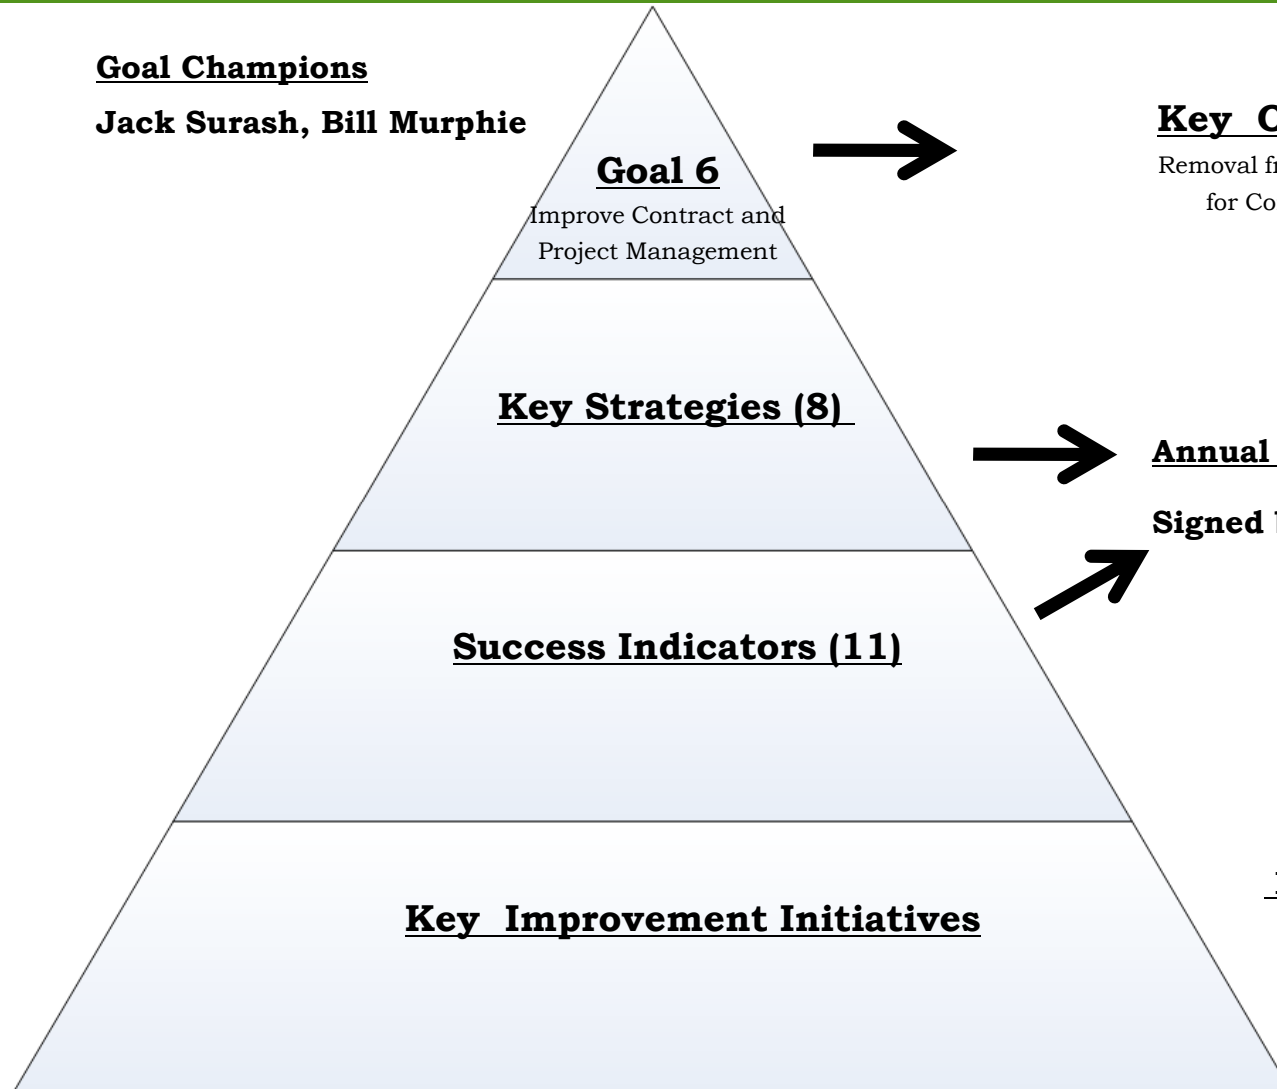 Goal Champions
Jack Surash, Bill Murphie
Key
Goal 6
Removal
Improve Contract and
for
Project Management
Key Strategies (8)
Annual
Signed
Success Indicators (11)
Key Improvement Initiatives